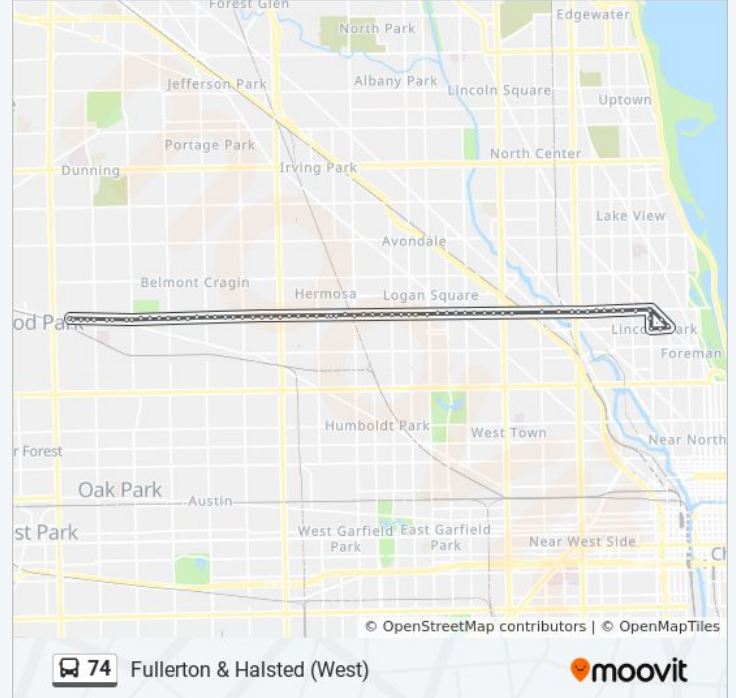 Forest Glen
Edgewater
North Park
Jefferson Park
Albany Park
Lincoln Square
Uptown
Portage Park
North Center
Dunning
Irving Park
Lake View
Avondale
Belmont Cragin
Hermosa
Logan Square
od Park
Lincoln Park
Foreman
Humboldt Park
West Town
Near North
r Forest
Oak Park
Austin
st Park
West Garfield Park
East Garfield Park
Near West Side
Ch
© OpenStreetMap contributors | © OpenMapTiles
74 Fullerton & Halsted (West)
moovit